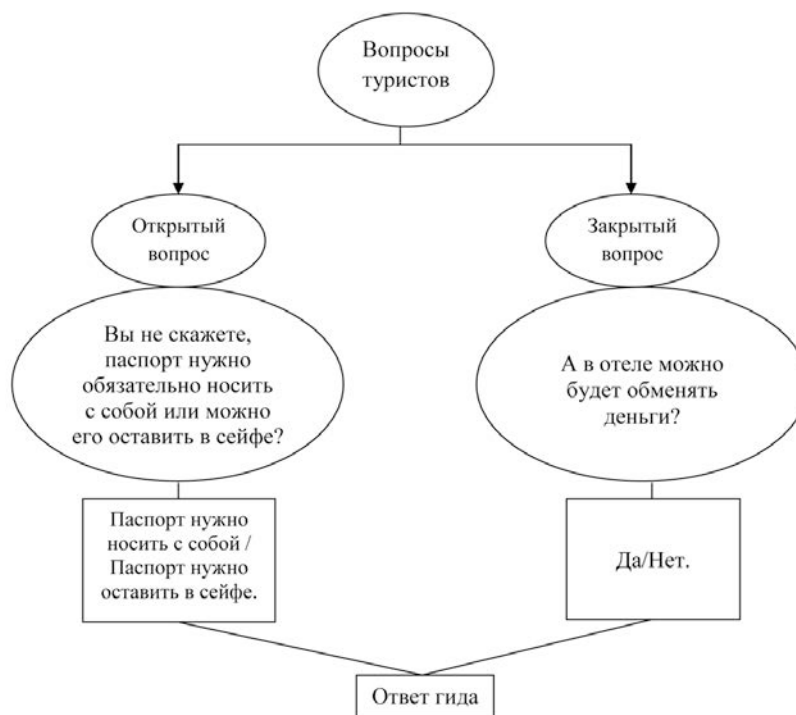 Вопросы
туристов
Открытый
вопрос
Закрытый
вопрос
Вы не скажете,
паспорт нужно
обязательно носить
с собой или можно
его оставить в сейфе?
А в отеле можно
будет обменять
деньги?
Паспорт нужно
носить с собой /
Паспорт нужно
оставить в сейфе.
Да/Нет.
Ответ гида